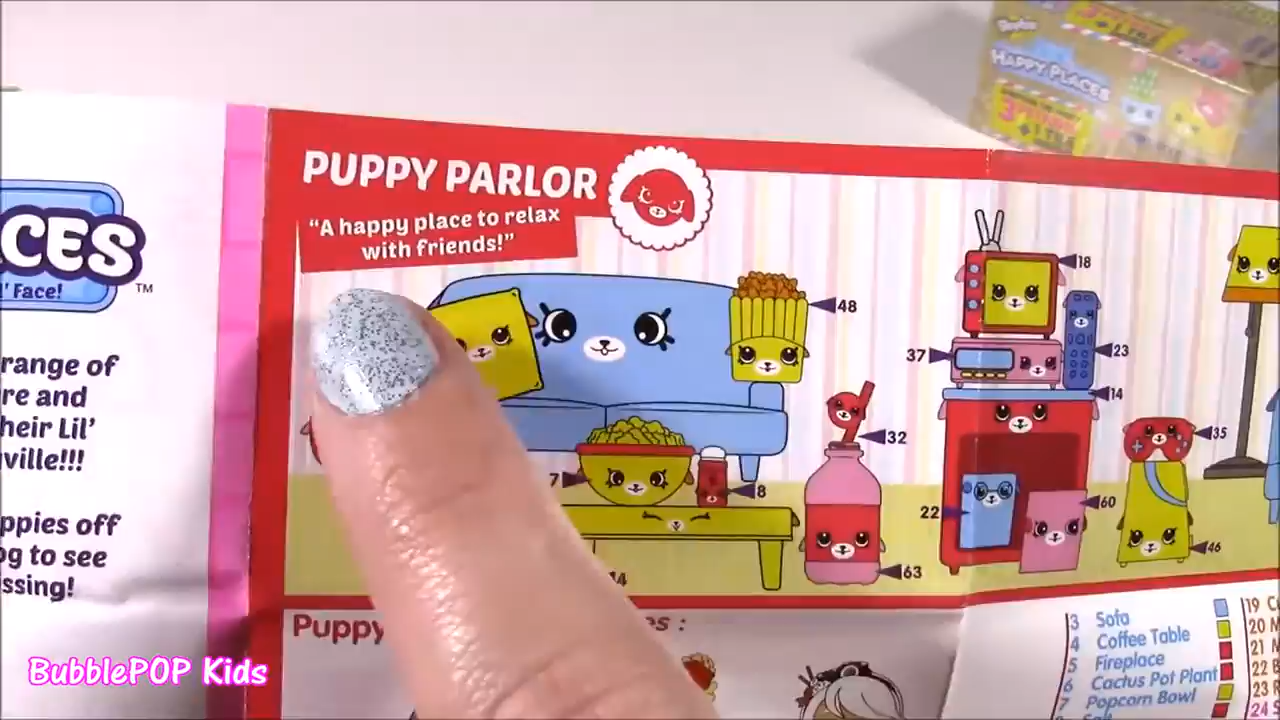 HAPPY PLACES
CES
TM
l' Face!
range of
re and
heir Lil'
ville!!!
ppies off
og to see
issing!
PUPPY PARLOR
"A happy place to relax
with friends!"
48
18
37
23
14
32
35
7
8
22
60
46
63
Puppy
es :
3 Sofa
4 Coffee Table
5 Fireplace
6 Cactus Pot Plant
7 Popcorn Bowl
19 C
20 M
21 M
22 B
23 R
24 S
BubblePOP Kids